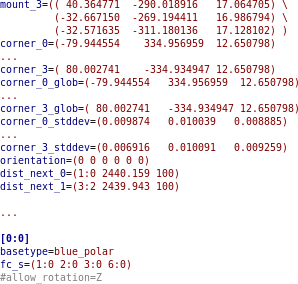 mount_3=(( 40.364771  -290.018916   17.064705) \
        (-32.667150  -269.194411   16.986794) \
        (-32.571635  -311.180136   17.128102) )
corner_0=(-79.944554    334.956959  12.650798)
...
corner_3=( 80.002741    -334.934947 12.650798)
corner_0_glob=(-79.944554   334.956959  12.650798)
...
corner_3_glob=( 80.002741   -334.934947 12.650798)
corner_0_stddev=(0.009874  0.010039  0.008885)
...
corner_3_stddev=(0.006916  0.010091  0.009259)
orientation=(0 0 0 0 0 0)
dist_next_0=(1:2 2440.159 100)
dist_next_1=(3:2 2439.943 100)
...
[0:0]
basetype=blue_polar
fc_s=(1:0 2:0 3:0 6:0)
#allow_rotation=Z